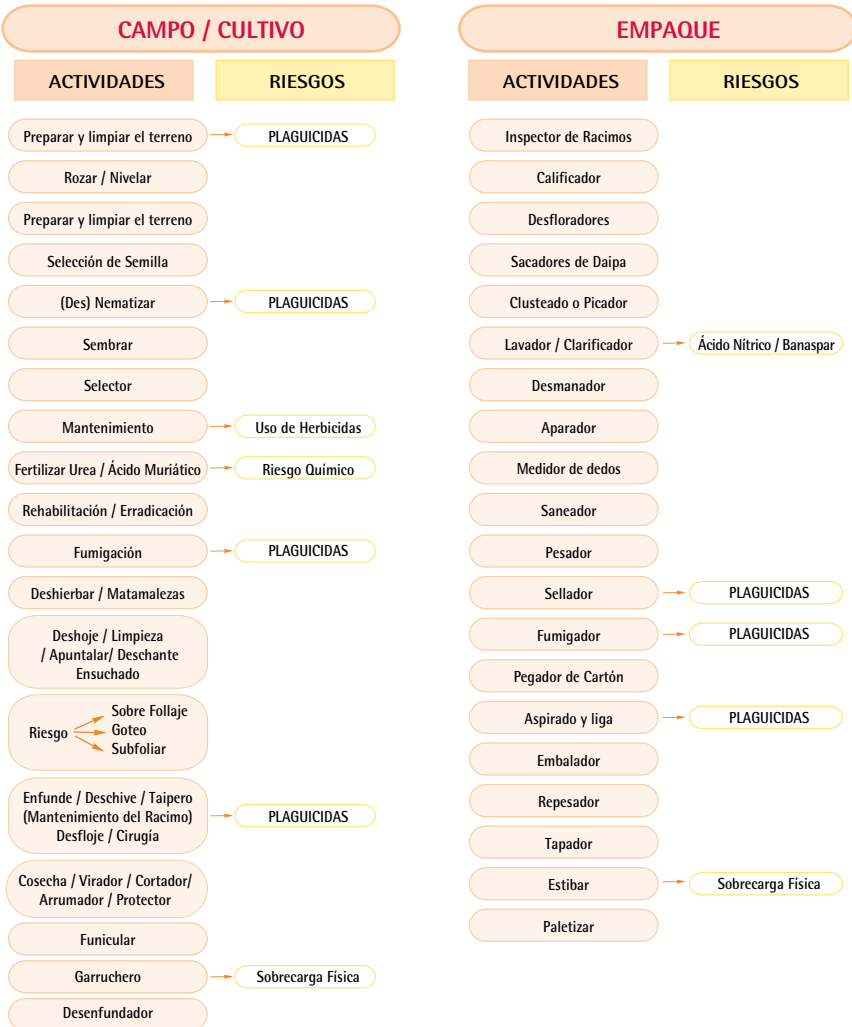 CAMPO / CULTIVO
ACTIVIDADES
RIESGOS
Preparar y limpiar el terreno
PLAGUICIDAS
Rozar / Nivelar
Preparar y limpiar el terreno
Selección de Semilla
(Des) Nematizar
PLAGUICIDAS
Sembrar
Selector
Mantenimiento
Uso de Herbicidas
Fertilizar Urea / Ácido Muriático
Riesgo Químico
Rehabilitación / Erradicación
Fumigación
PLAGUICIDAS
Deshierbar / Matamalezas
Deshoje / Limpieza
/ Apuntalar/ Deschante
Ensuchado
Riesgo
Sobre Follaje
Goteo
Subfoliar
Enfunde / Deschive / Taipero
(Mantenimiento del Racimo)
Desfloje / Cirugía
PLAGUICIDAS
Cosecha / Virador / Cortador/
Arrumador / Protector
Funicular
Garruchero
Sobrecarga Física
Desenfundador
EMPAQUE
ACTIVIDADES
RIESGOS
Inspector de Racimos
Calificador
Desfloradores
Sacadores de Daipa
Clusteado o Picador
Lavador / Clarificador
Ácido Nítrico / Banaspar
Desmanador
Aparador
Medidor de dedos
Saneador
Pesador
Sellador
PLAGUICIDAS
Fumigador
PLAGUICIDAS
Pegador de Cartón
Aspirado y liga
PLAGUICIDAS
Embalador
Repesador
Tapador
Estibar
Sobrecarga Física
Paletizar